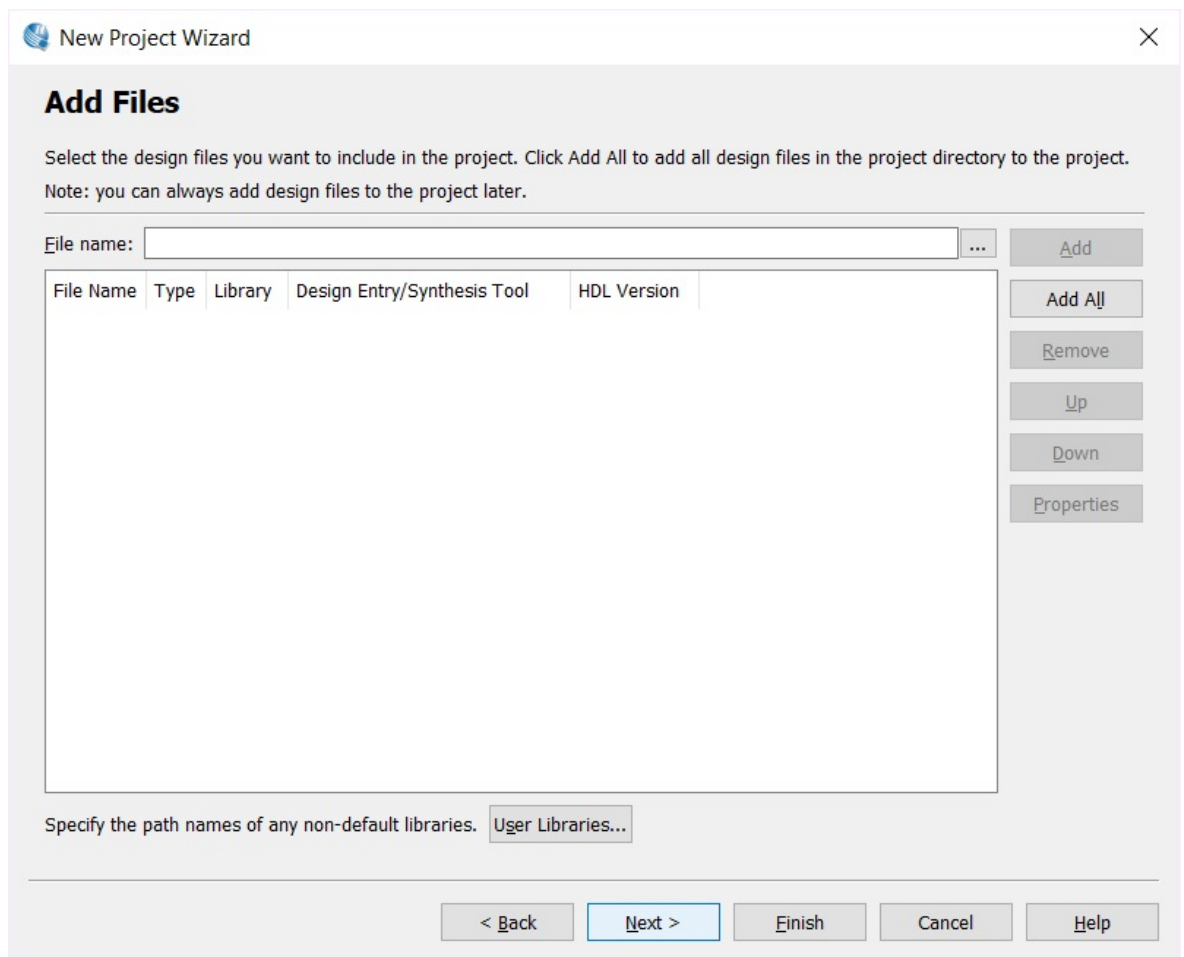 New Project Wizard
Add Files
Select the design files you want to include in the project. Click Add All to add all design files in the project directory to the project.
Note: you can always add design files to the project later.
File name: ... Add
File Name Type Library Design Entry/Synthesis Tool HDL Version
Add All
Remove
Up
Down
Properties
Specify the path names of any non-default libraries. User Libraries...
< Back Next > Finish Cancel Help